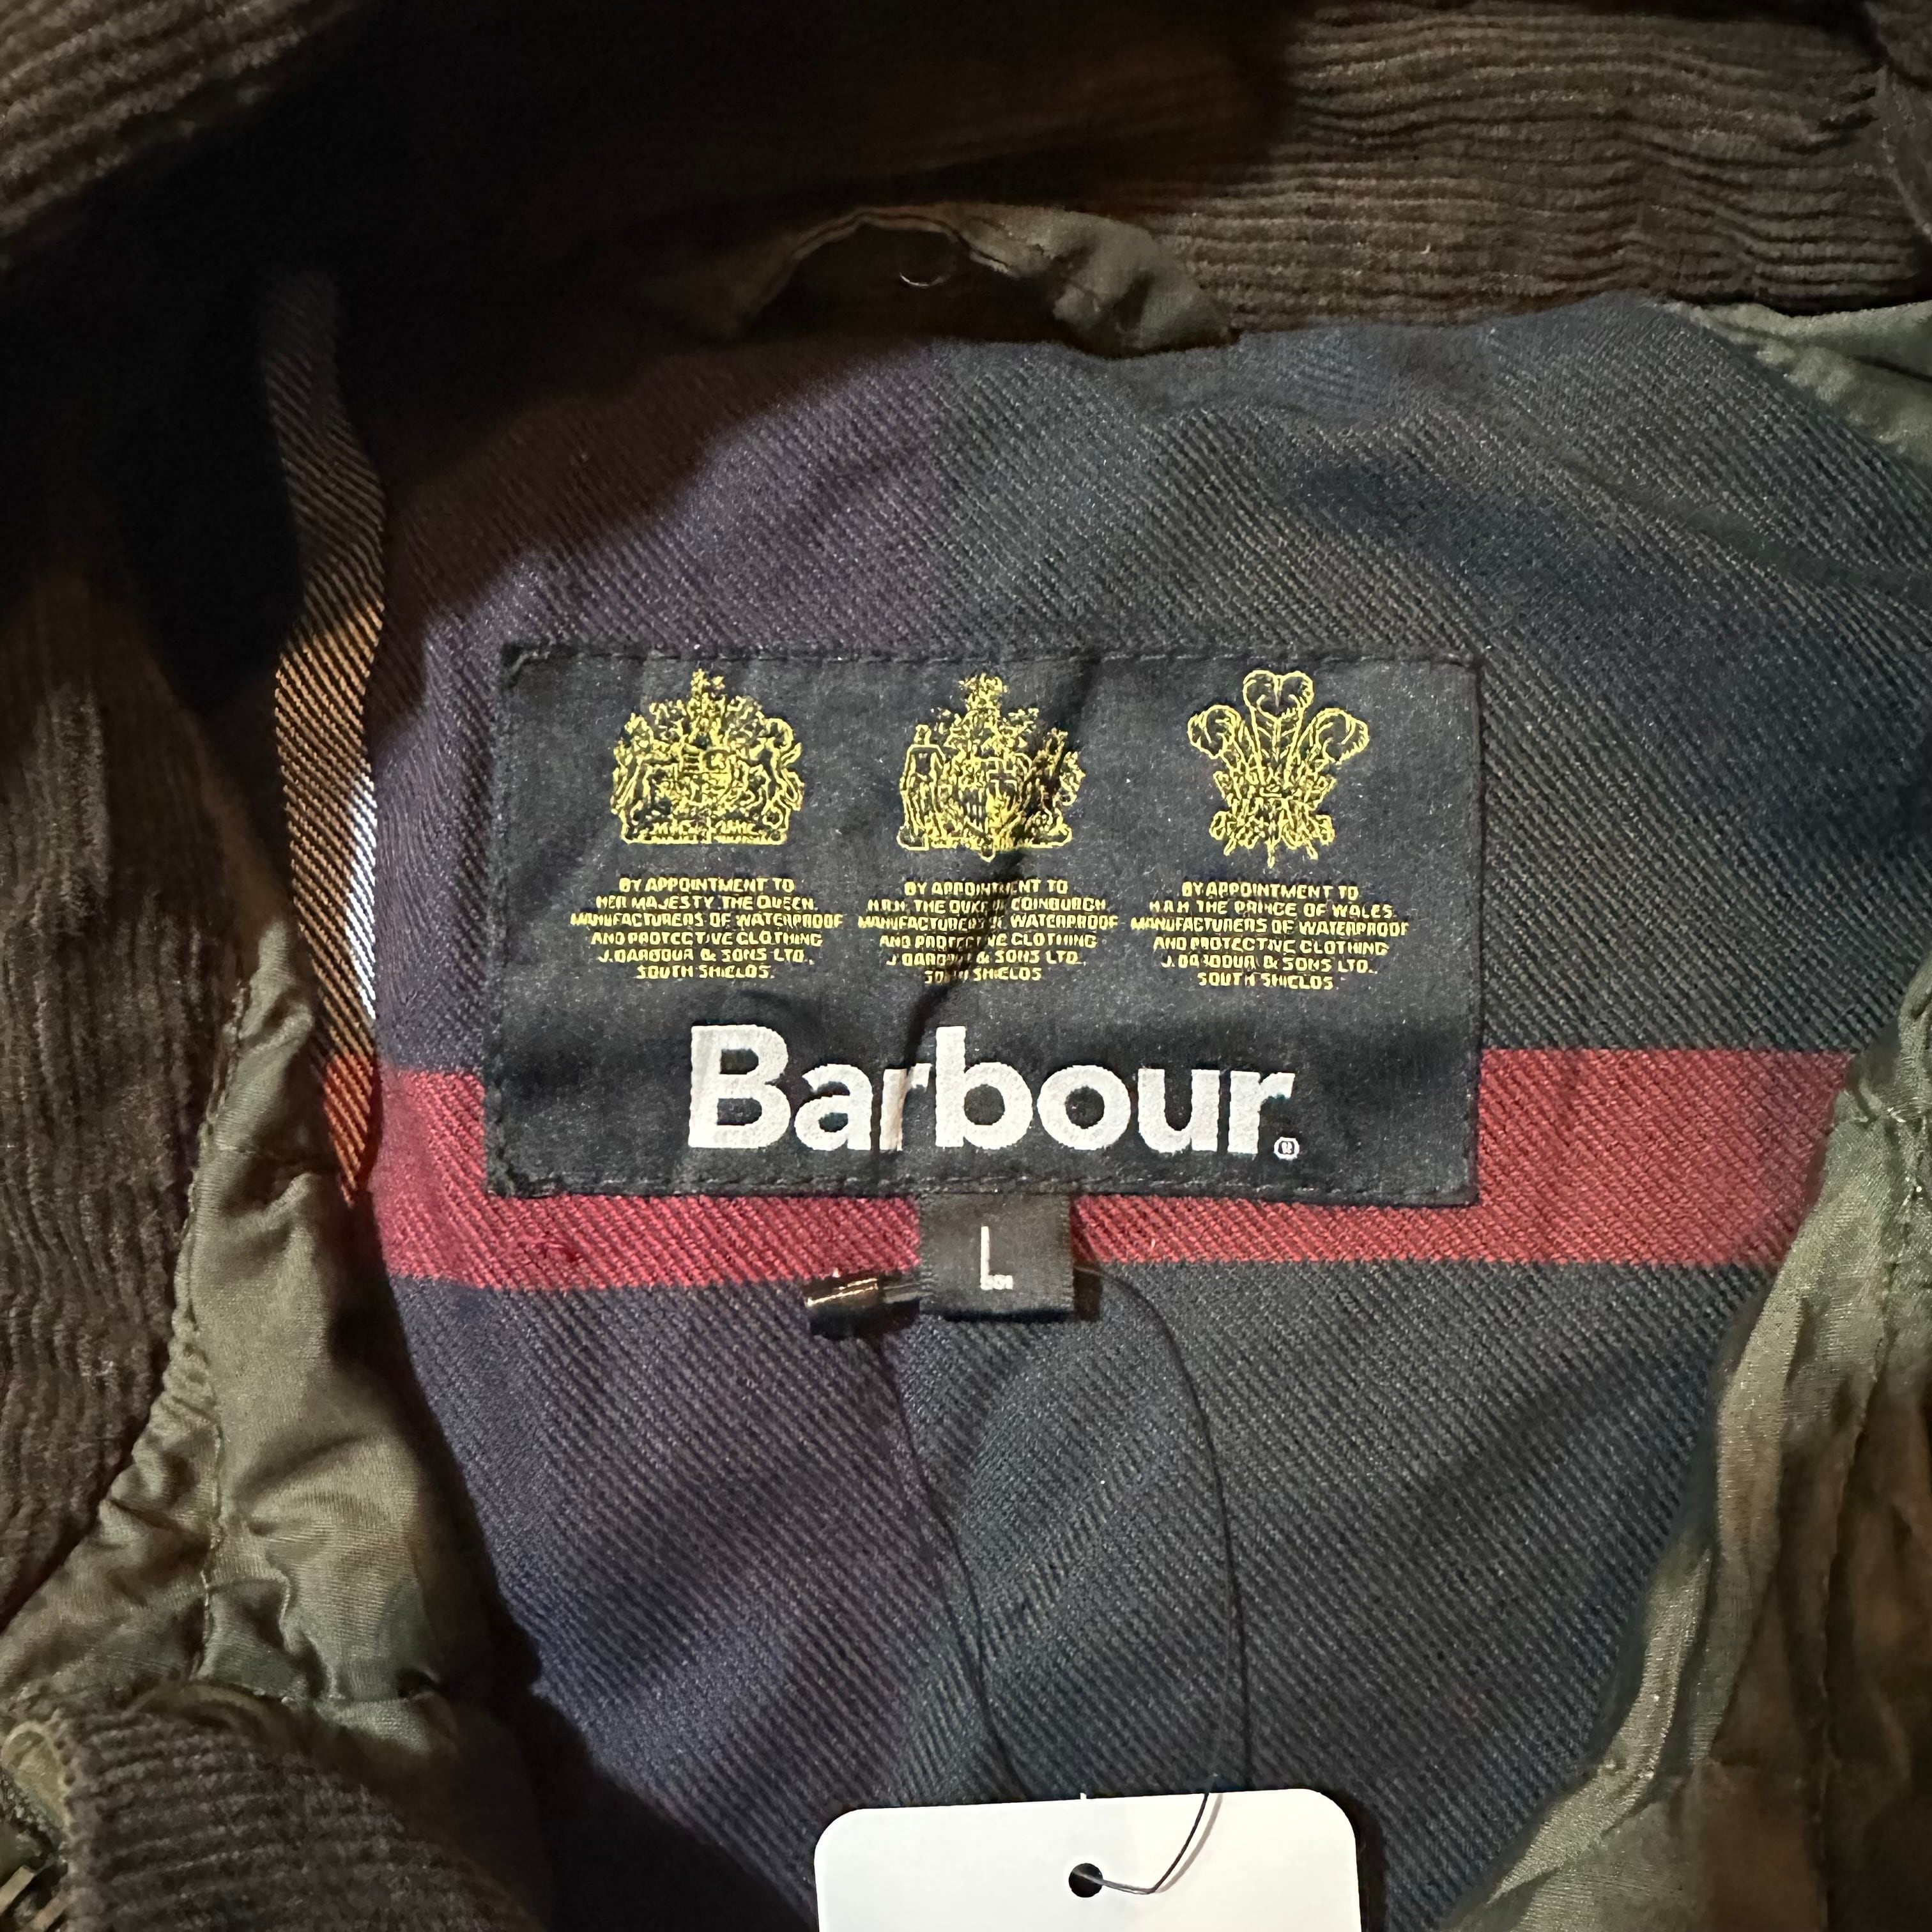 BY APPOINTMENT TO
HER MAJESTY THE QUEEN.
MANUFACTURERS OF WATERPROOF
AND PROTECTIVE CLOTHING
J. BARBOUR & SONS LTD.,
SOUTH SHIELDS.
BY APPOINTMENT TO
H.R.H. THE DUKE OF EDINBURGH.
MANUFACTURERS OF WATERPROOF
AND PROTECTIVE CLOTHING
J. BARBOUR & SONS LTD.,
SOUTH SHIELDS
BY APPOINTMENT TO
H.R.H. THE PRINCE OF WALES.
MANUFACTURERS OF WATERPROOF
AND PROTECTIVE CLOTHING
J. BARBOUR & SONS LTD.,
SOUTH SHIELDS.
Barbour.®
L